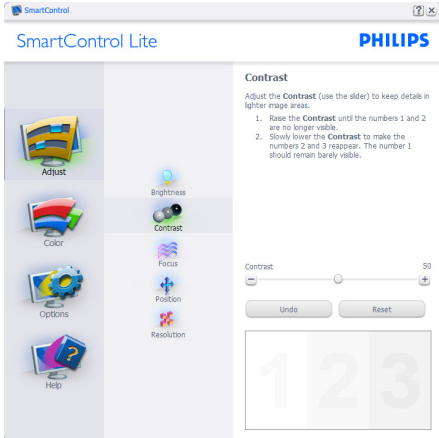 SmartControl
SmartControl Lite
PHILIPS
Adjust
Color
Options
Help
Brightness
Contrast
Focus
Position
Resolution
Contrast
Adjust the Contrast (use the slider) to keep details in
lighter image areas.
1. Raise the Contrast until the numbers 1 and 2
are no longer visible.
2. Slowly lower the Contrast to make the
numbers 2 and 3 reappear. The number 1
should remain barely visible.
Contrast 50
Undo Reset
1 2 3